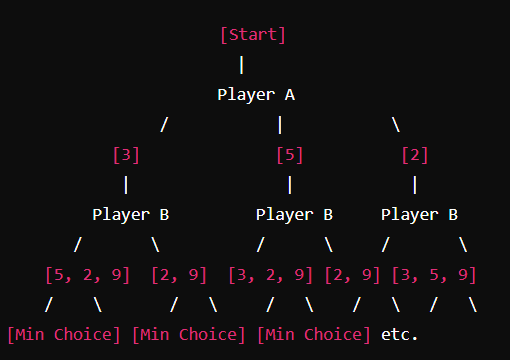 [Start]
|
Player A
/ | \
[3] [5] [2]
| | |
Player B Player B Player B
/ \ / \ / \
[5, 2, 9] [2, 9] [3, 2, 9] [2, 9] [3, 5, 9]
/ \ / \ / \ / \ / \
[Min Choice] [Min Choice] [Min Choice] etc.